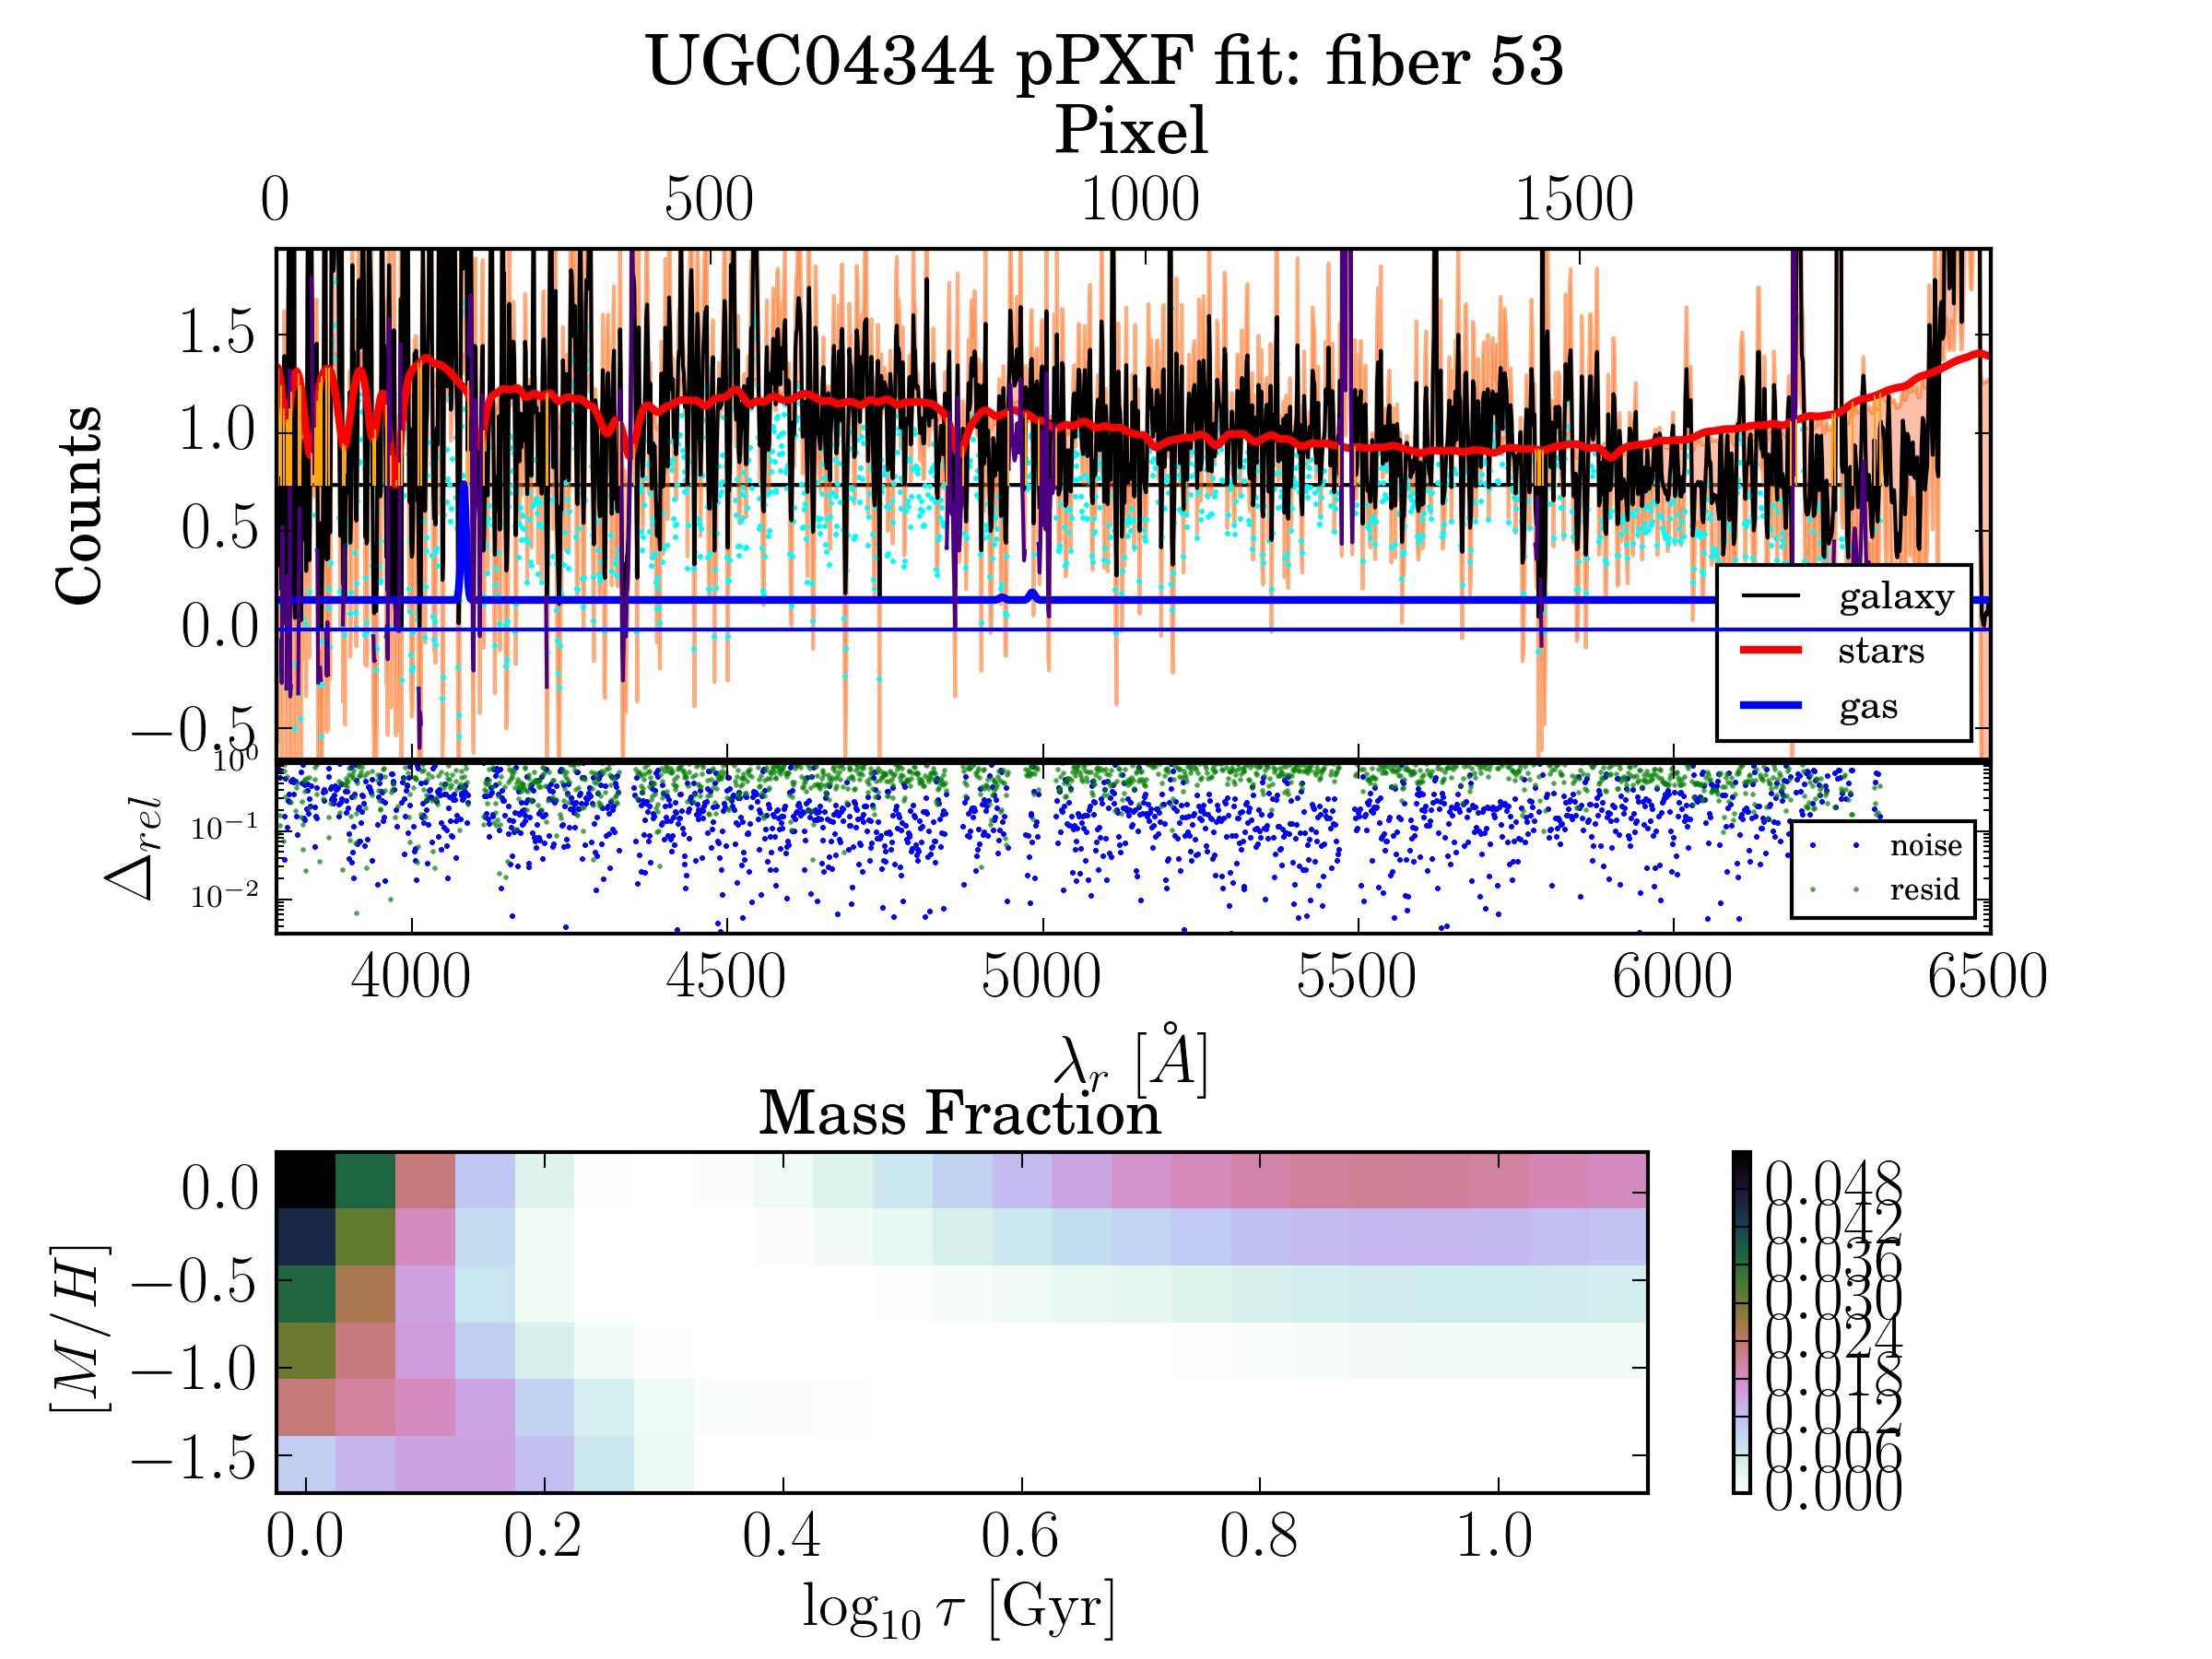 UGC04344 pPXF fit: fiber 53
Pixel
0 500 1000 1500
Counts
1.5
1.0
0.5
0.0
−0.5
galaxy
stars
gas
Δrel
10⁰
10⁻¹
10⁻²
noise
resid
4000 4500 5000 5500 6000 6500
λr [Å]
Mass Fraction
[M/H]
0.0
−0.5
−1.0
−1.5
0.048
0.042
0.036
0.030
0.024
0.018
0.012
0.006
0.000
0.0 0.2 0.4 0.6 0.8 1.0
log₁₀ τ [Gyr]